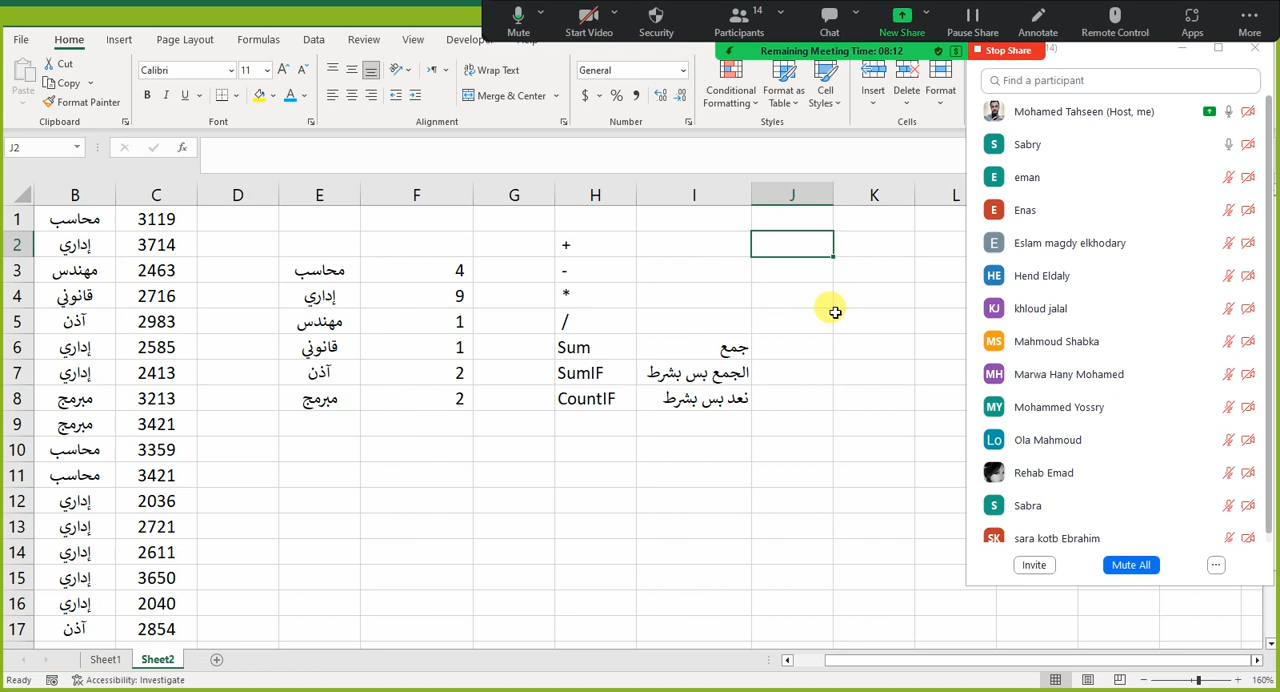 14
Mute
Start Video
Security
Participants
Chat
New Share
Pause Share
Annotate
Remote Control
Apps
More
Remaining Meeting Time: 08:12
$
Stop Share
File
Home
Insert
Page Layout
Formulas
Data
Review
View
Cut
Copy
Format Painter
Paste
Clipboard
Calibri
11
B I U
Font
Wrap Text
Merge & Center
Alignment
General
$ % 9
Number
Conditional Formatting
Format as Table
Cell Styles
Styles
Insert
Delete
Format
Cells
J2
fx
B C D E F G H I J K L
1 محاسب 3119
2 إداري 3714 +
3 مهندس 2463 محاسب 4 -
4 قانوني 2716 إداري 9 *
5 آذن 2983 مهندس 1 /
6 إداري 2585 قانوني 1 Sum جمع
7 إداري 2413 آذن 2 SumIF الجمع بس بشرط
8 مبرمج 3213 مبرمج 2 CountIF نعد بس بشرط
9 مبرمج 3421
10 محاسب 3359
11 محاسب 3421
12 إداري 2036
13 إداري 2721
14 إداري 2611
15 إداري 3650
16 إداري 2040
17 آذن 2854
Find a participant
Mohamed Tahseen (Host, me)
S Sabry
E eman
E Enas
E Eslam magdy elkhodary
HE Hend Eldaly
KJ khloud jalal
MS Mahmoud Shabka
MH Marwa Hany Mohamed
MY Mohammed Yossry
Lo Ola Mahmoud
Rehab Emad
S Sabra
SK sara kotb Ebrahim
Invite
Mute All
Sheet1
Sheet2
Ready
Accessibility: Investigate
160%